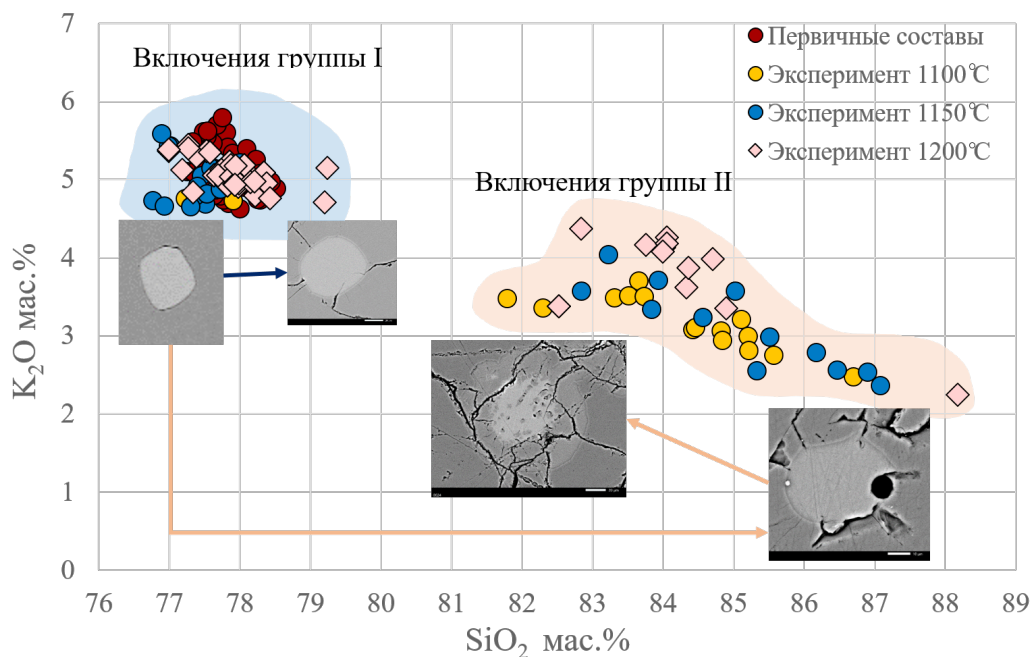 Включения группы I
Первичные составы
Эксперимент 1100℃
Эксперимент 1150℃
Эксперимент 1200℃
Включения группы II
K₂O мас.%
7
6
5
4
3
2
1
0
76 77 78 79 80 81 82 83 84 85 86 87 88 89
SiO₂ мас.%